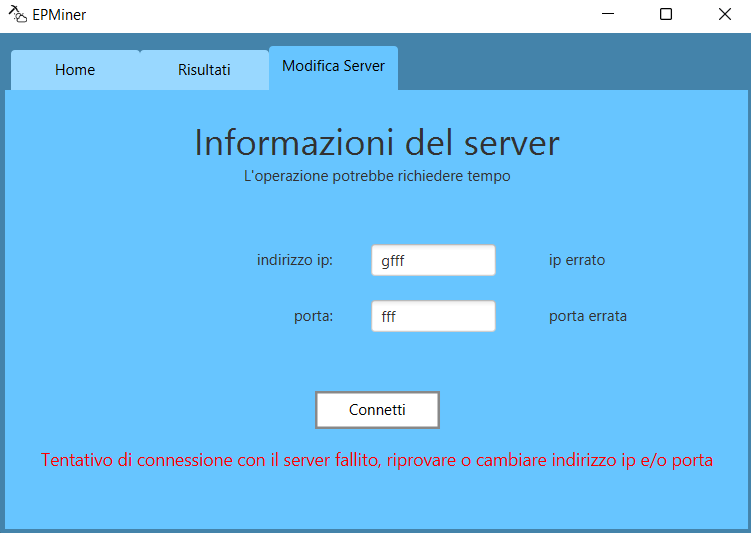 EPMiner
Home
Risultati
Modifica Server
Informazioni del server
L'operazione potrebbe richiedere tempo
indirizzo ip:
gfff
ip errato
porta:
fff
porta errata
Connetti
Tentativo di connessione con il server fallito, riprovare o cambiare indirizzo ip e/o porta